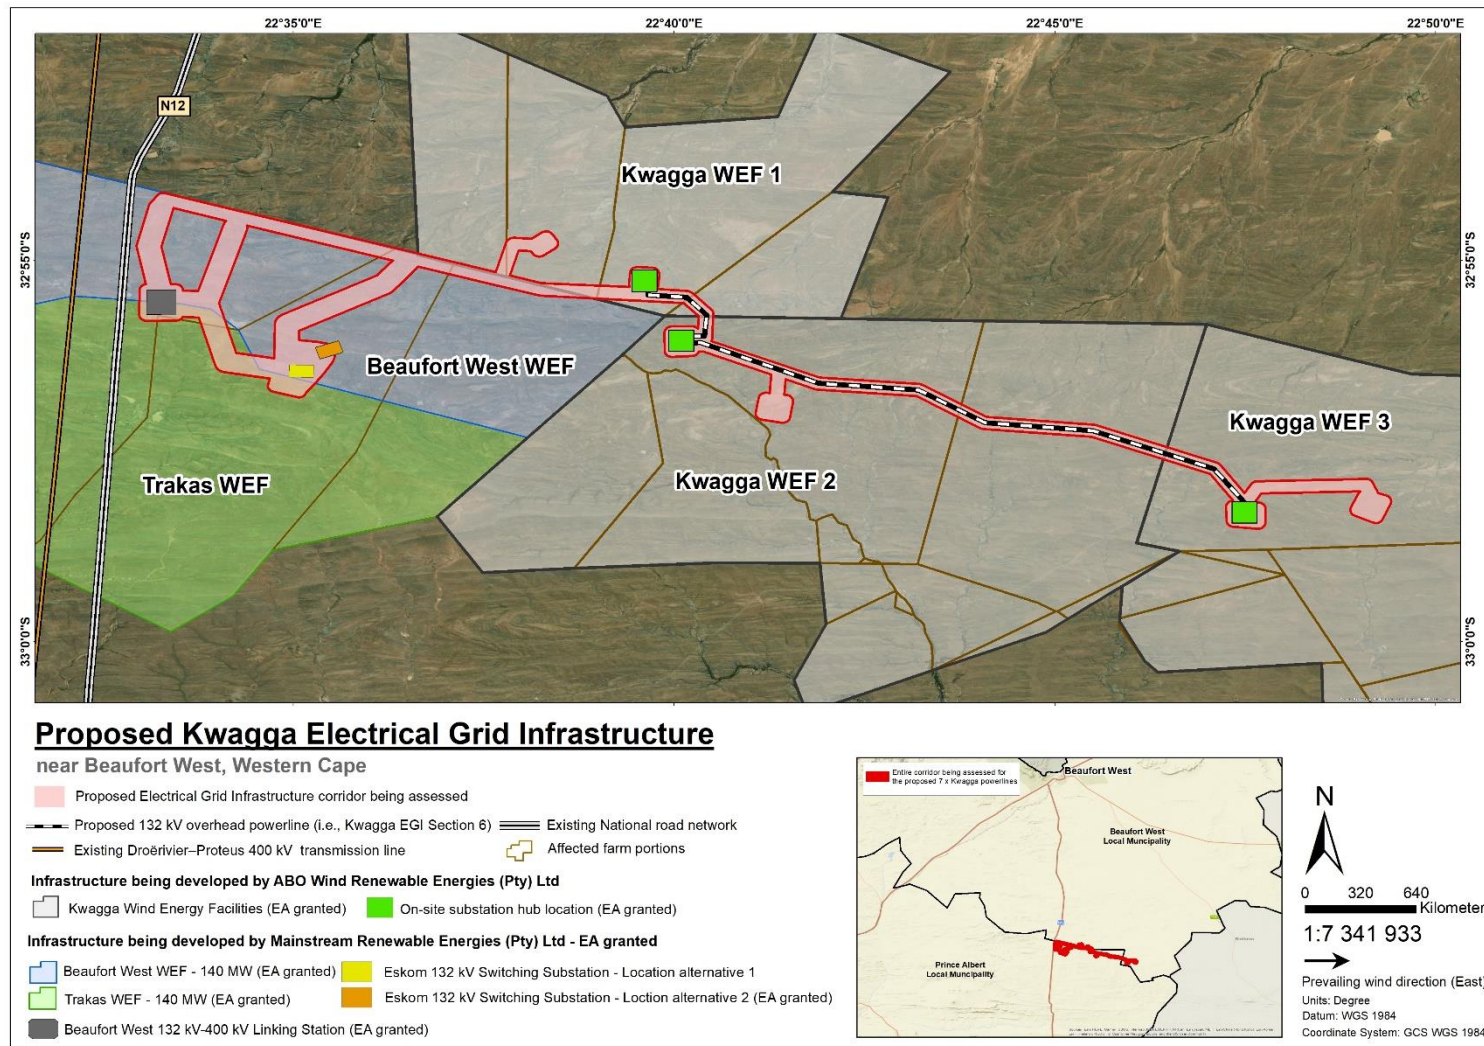 22°35'0"E
22°40'0"E
22°45'0"E
22°50'0"E
N12
32°55'0"S
32°55'0"S
Kwagga WEF 1
Beaufort West WEF
Kwagga WEF 3
Trakas WEF
Kwagga WEF 2
33°0'0"S
33°0'0"S
Proposed Kwagga Electrical Grid Infrastructure
near Beaufort West, Western Cape
Proposed Electrical Grid Infrastructure corridor being assessed
Proposed 132 kV overhead powerline (i.e., Kwagga EGI Section 6)
Existing National road network
Existing Droërivier–Proteus 400 kV transmission line
Affected farm portions
Infrastructure being developed by ABO Wind Renewable Energies (Pty) Ltd
Kwagga Wind Energy Facilities (EA granted)
On-site substation hub location (EA granted)
Infrastructure being developed by Mainstream Renewable Energies (Pty) Ltd - EA granted
Beaufort West WEF - 140 MW (EA granted)
Eskom 132 kV Switching Substation - Location alternative 1
Trakas WEF - 140 MW (EA granted)
Eskom 132 kV Switching Substation - Loction alternative 2 (EA granted)
Beaufort West 132 kV-400 kV Linking Station (EA granted)
Entire corridor being assessed for
the proposed 7 x Kwagga powerlines
Beaufort West
Beaufort West
Local Muncipality
Prince Albert
Local Muncipality
N
0 320 640
Kilometer
1:7 341 933
Prevailing wind direction (East)
Units: Degree
Datum: WGS 1984
Coordinate System: GCS WGS 1984